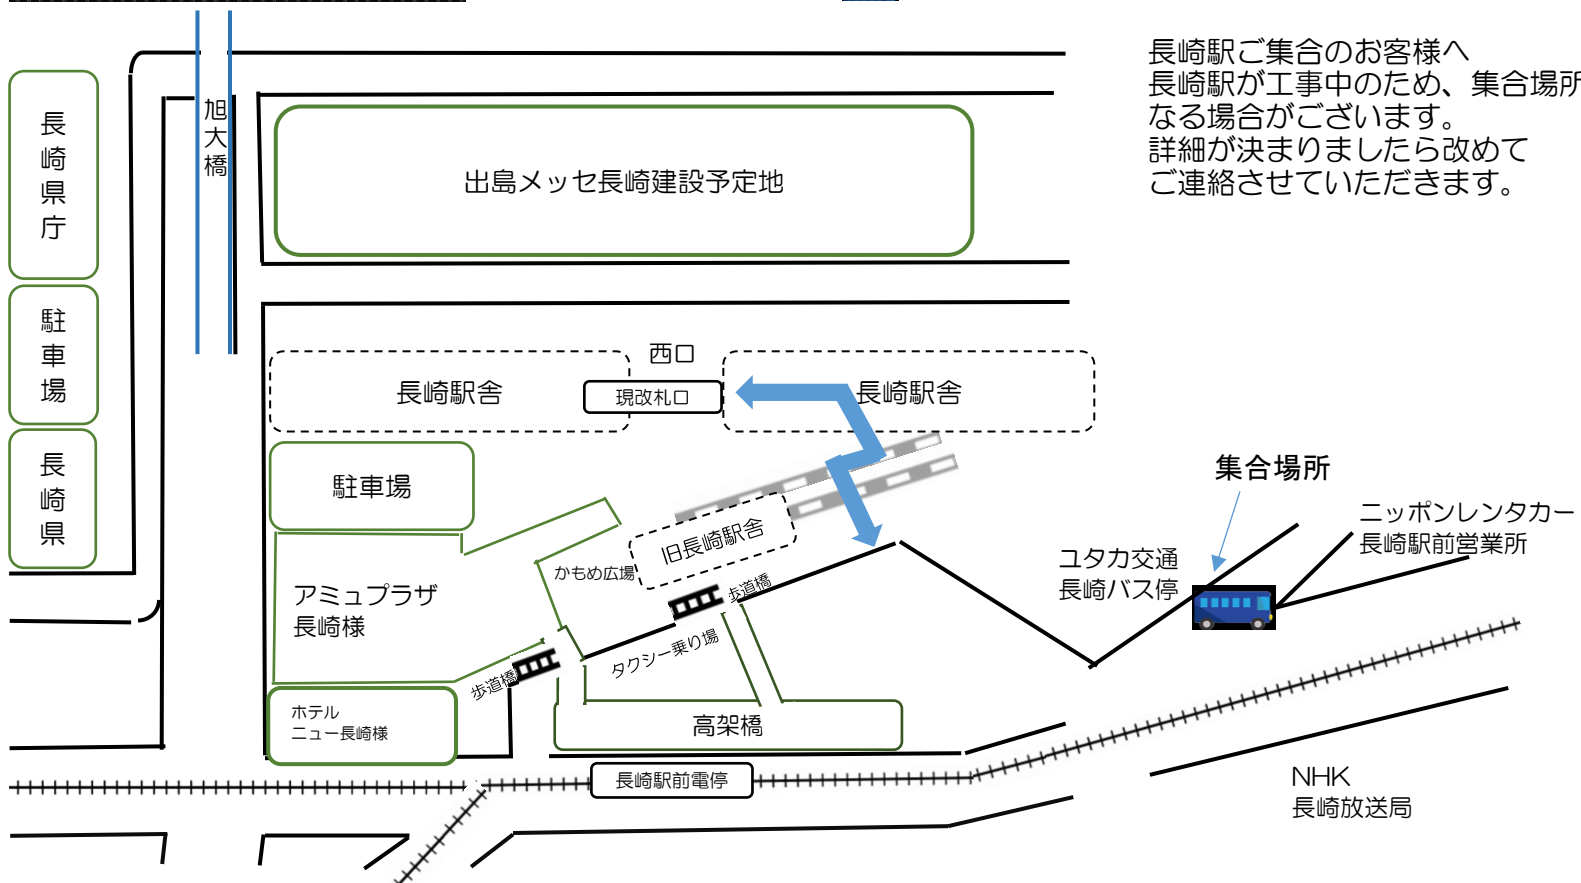 長崎駅ご集合のお客様へ
長崎駅が工事中のため、集合場所
なる場合がございます。
詳細が決まりましたら改めて
ご連絡させていただきます。
旭大橋
長崎県庁
出島メッセ長崎建設予定地
駐車場
西口
長崎駅舎
現改札口
長崎駅舎
長崎県
駐車場
集合場所
ニッポンレンタカー
長崎駅前営業所
旧長崎駅舎
ユタカ交通
長崎バス停
かもめ広場
歩道橋
アミュプラザ
長崎様
タクシー乗り場
歩道橋
ホテル
ニュー長崎様
高架橋
長崎駅前電停
NHK
長崎放送局